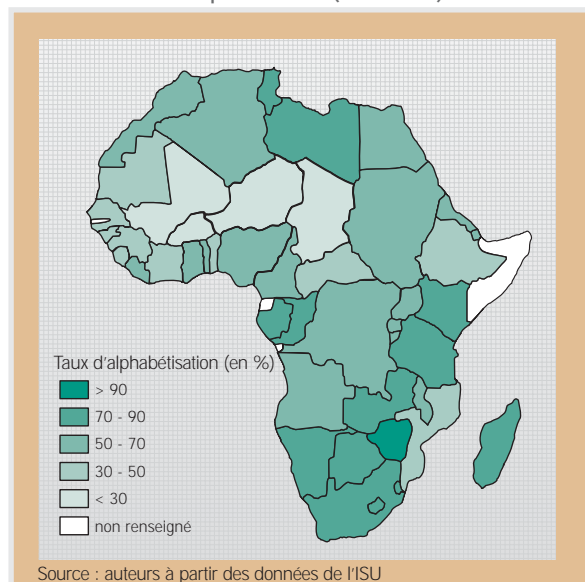 Taux d'alphabétisation (en %)
> 90
70 - 90
50 - 70
30 - 50
< 30
non renseigné
Source : auteurs à partir des données de l'ISU